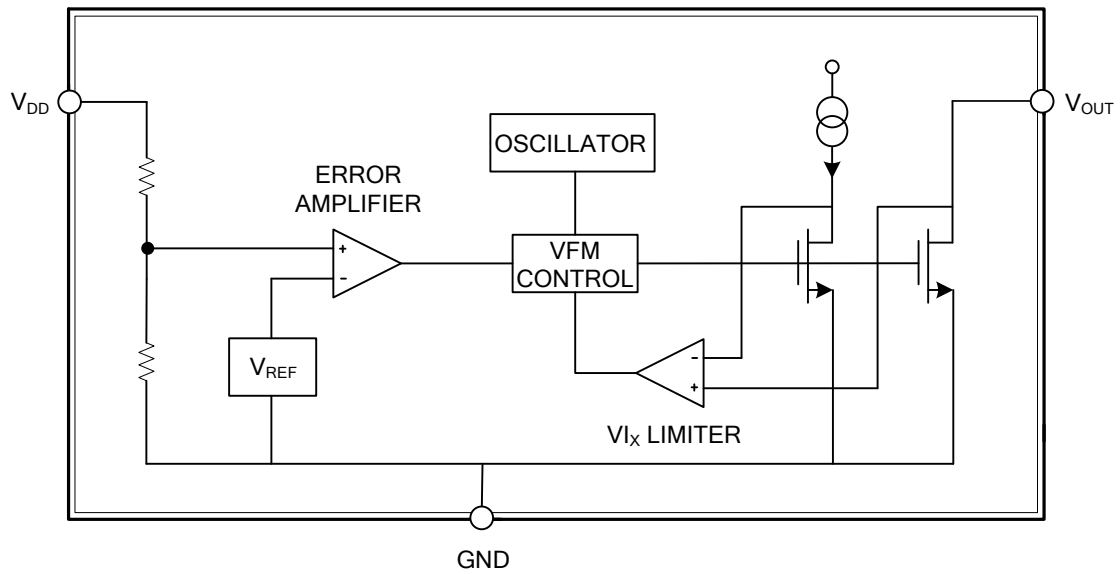 V_DD
V_OUT
OSCILLATOR
ERROR
AMPLIFIER
+
-
VFM
CONTROL
V_REF
-
+
VI_X LIMITER
GND